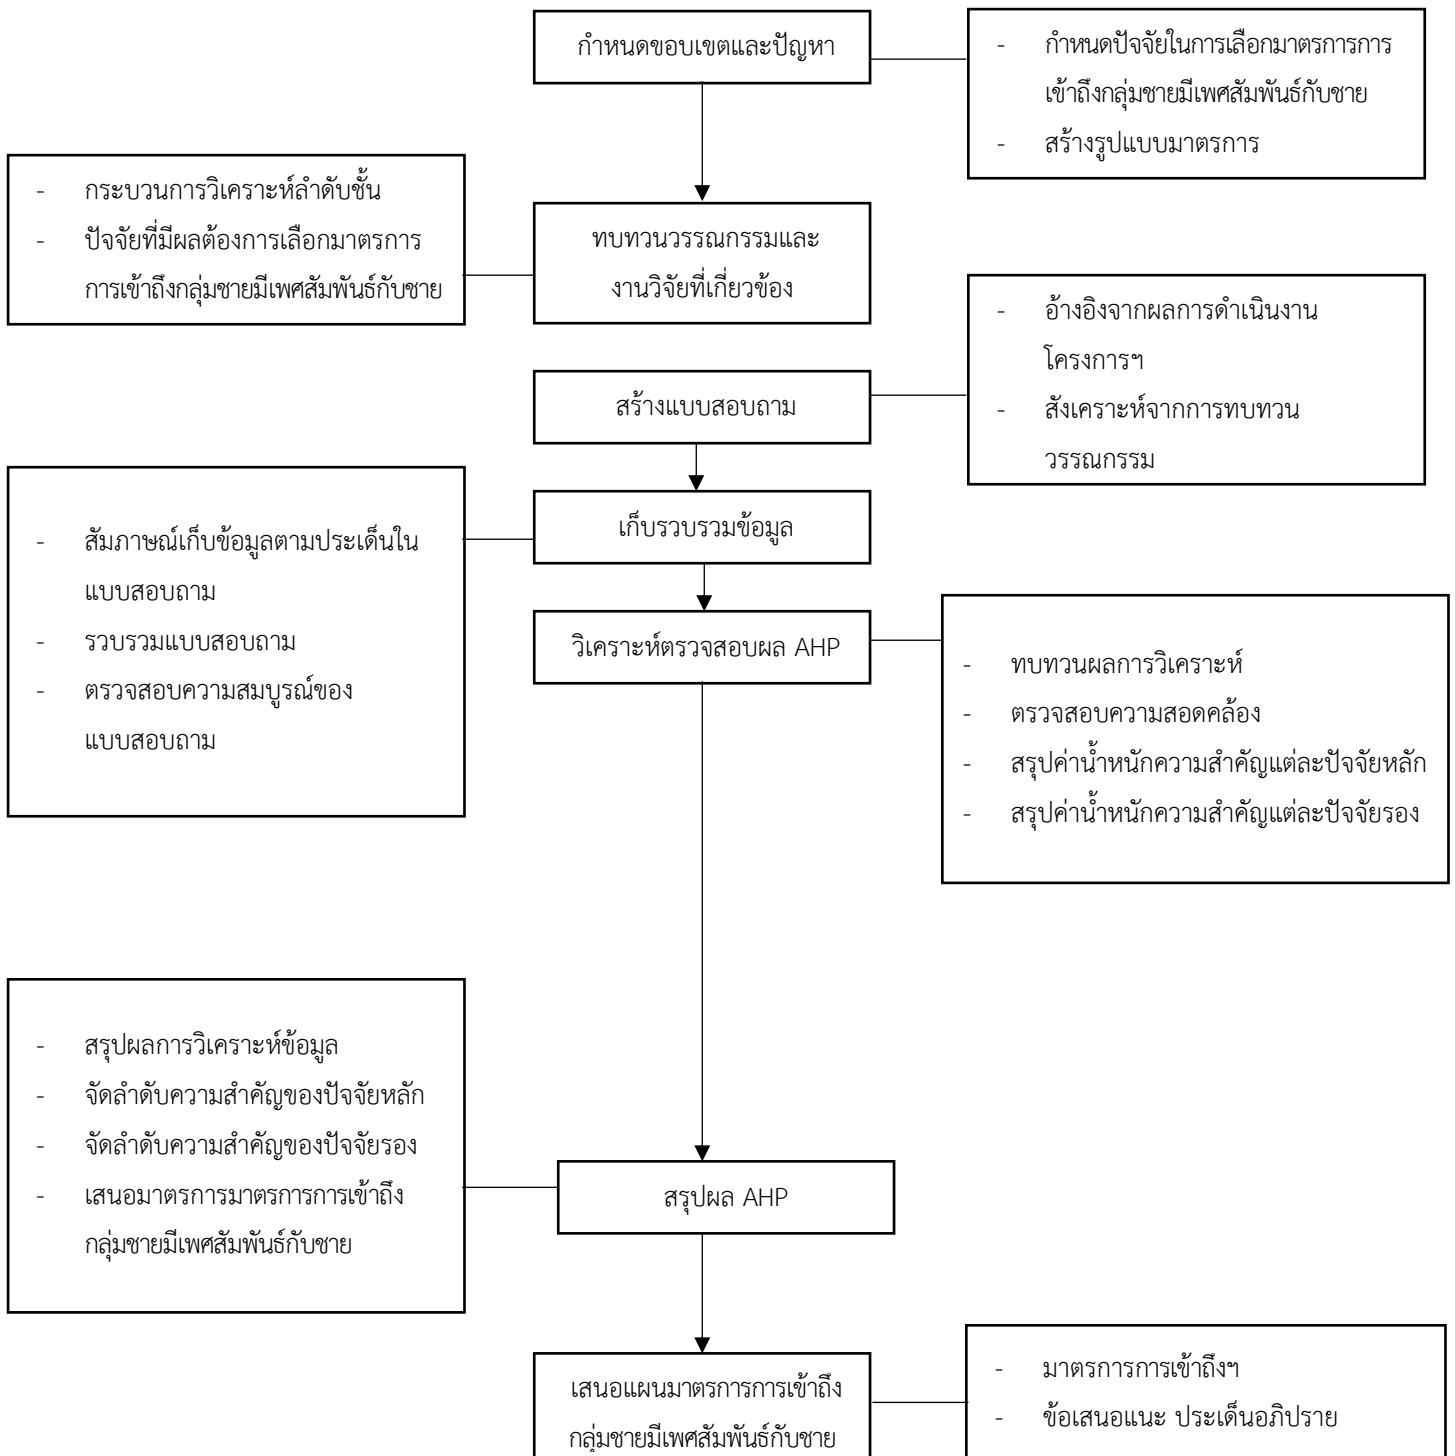 กำหนดขอบเขตและปัญหา
- กำหนดปัจจัยในการเลือกมาตรการการ
เข้าถึงกลุ่มชายมีเพศสัมพันธ์กับชาย
- สร้างรูปแบบมาตรการ
- กระบวนการวิเคราะห์ลำดับชั้น
- ปัจจัยที่มีผลต้องการเลือกมาตรการ
การเข้าถึงกลุ่มชายมีเพศสัมพันธ์กับชาย
ทบทวนวรรณกรรมและ
งานวิจัยที่เกี่ยวข้อง
- อ้างอิงจากผลการดำเนินงาน
โครงการฯ
- สังเคราะห์จากการทบทวน
วรรณกรรม
สร้างแบบสอบถาม
เก็บรวบรวมข้อมูล
- สัมภาษณ์เก็บข้อมูลตามประเด็นใน
แบบสอบถาม
- รวบรวมแบบสอบถาม
- ตรวจสอบความสมบูรณ์ของ
แบบสอบถาม
วิเคราะห์ตรวจสอบผล AHP
- ทบทวนผลการวิเคราะห์
- ตรวจสอบความสอดคล้อง
- สรุปค่าน้ำหนักความสำคัญแต่ละปัจจัยหลัก
- สรุปค่าน้ำหนักความสำคัญแต่ละปัจจัยรอง
- สรุปผลการวิเคราะห์ข้อมูล
- จัดลำดับความสำคัญของปัจจัยหลัก
- จัดลำดับความสำคัญของปัจจัยรอง
- เสนอมาตรการมาตรการการเข้าถึง
กลุ่มชายมีเพศสัมพันธ์กับชาย
สรุปผล AHP
เสนอแผนมาตรการการเข้าถึง
กลุ่มชายมีเพศสัมพันธ์กับชาย
- มาตรการการเข้าถึงฯ
- ข้อเสนอแนะ ประเด็นอภิปราย